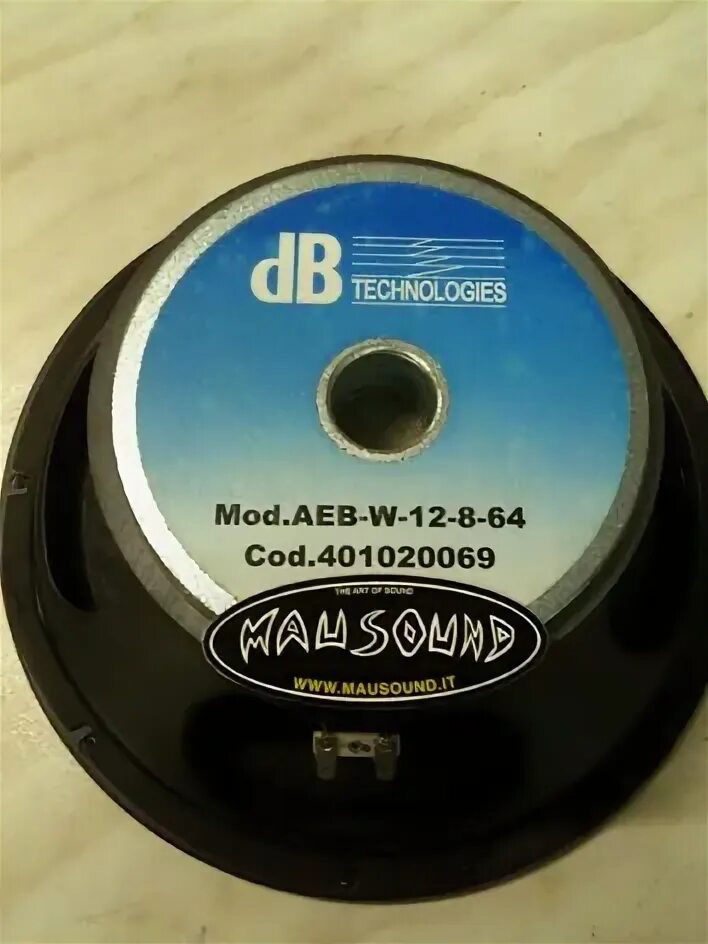 dB TECHNOLOGIES
Mod.AEB-W-12-8-64
Cod.401020069
THE ART OF SOUND
MAUSOUND
WWW.MAUSOUND.IT